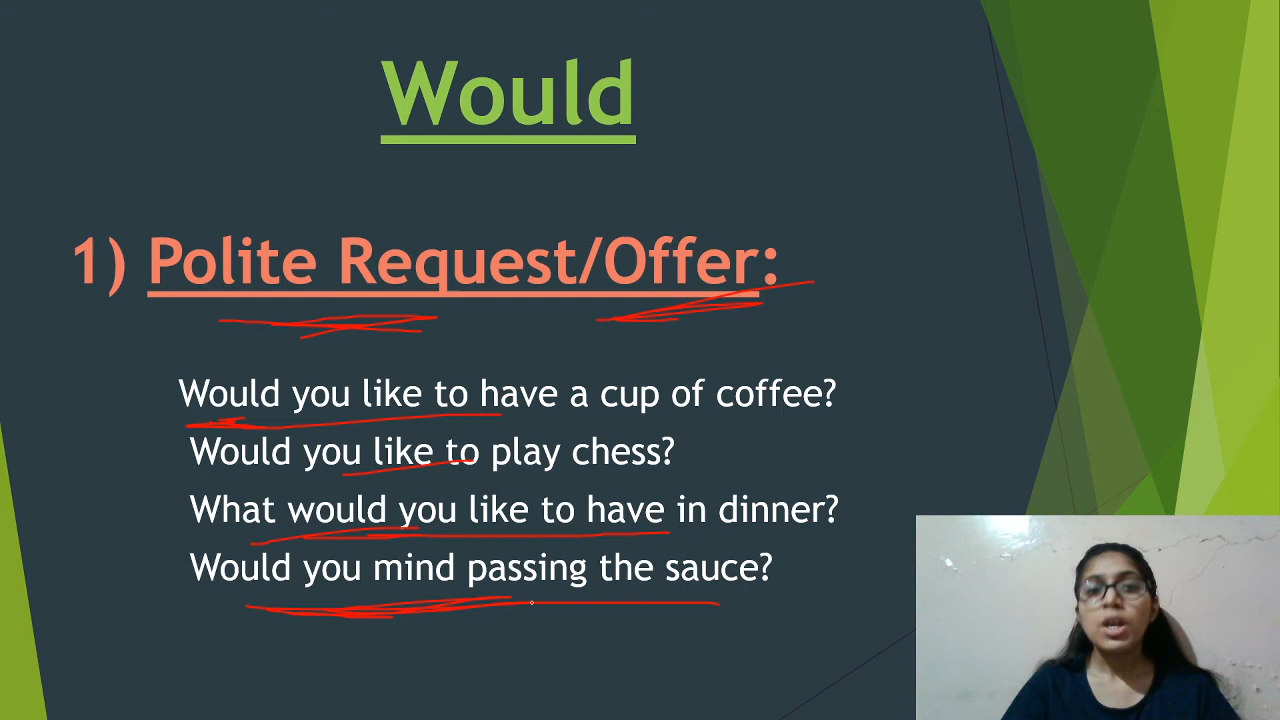 Would
1) Polite Request/Offer:
Would you like to have a cup of coffee?
Would you like to play chess?
What would you like to have in dinner?
Would you mind passing the sauce?